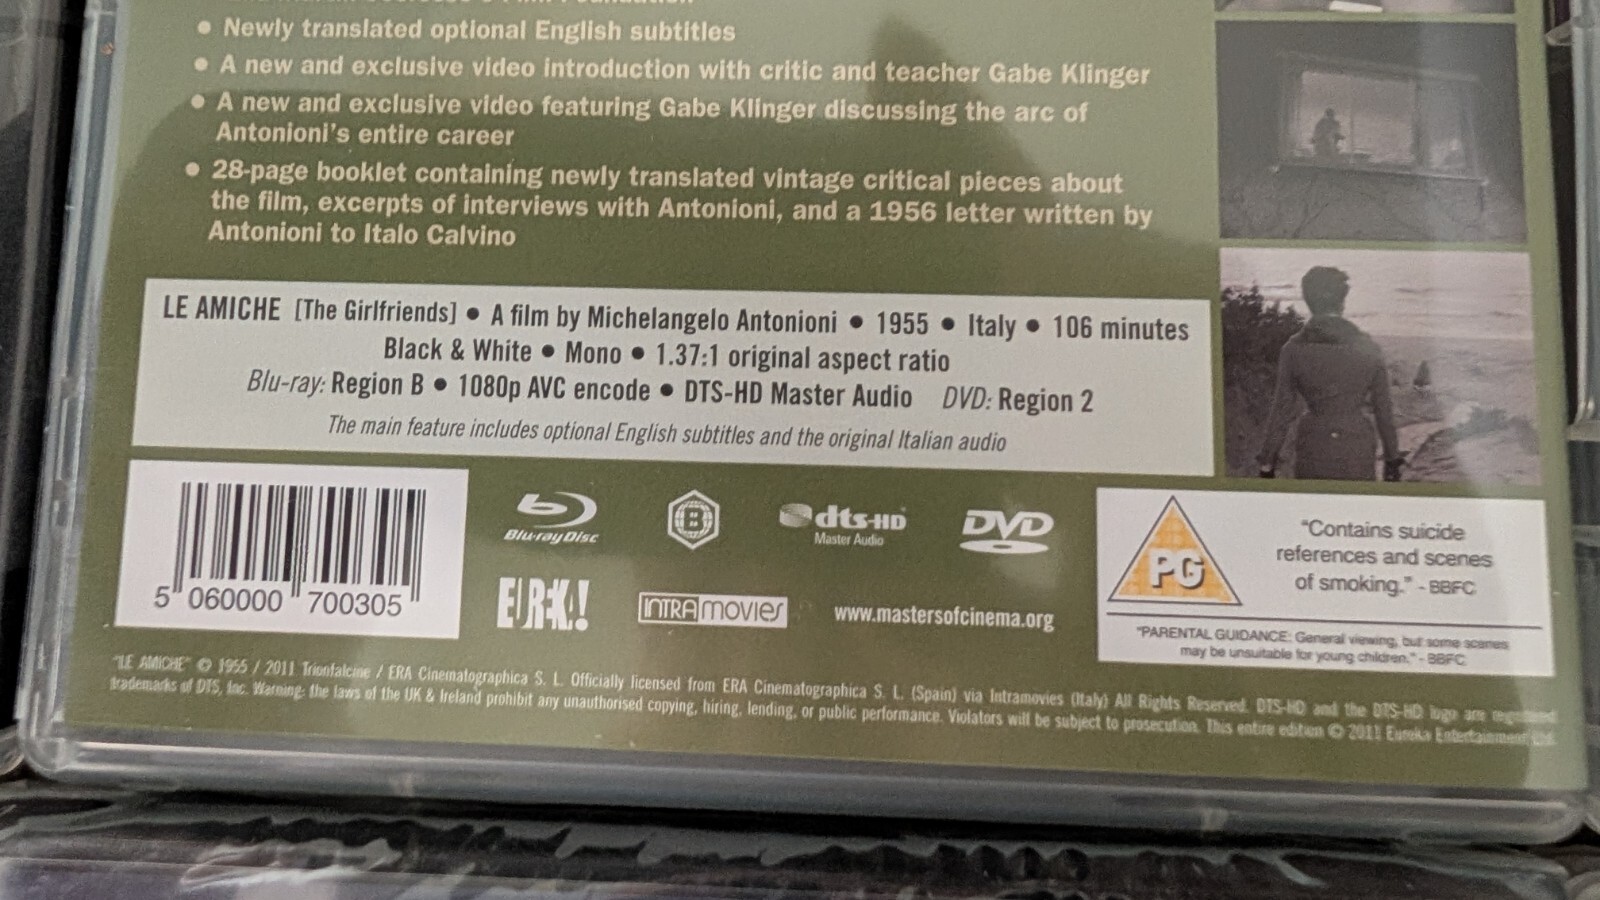 • Newly translated optional English subtitles
• A new and exclusive video introduction with critic and teacher Gabe Klinger
• A new and exclusive video featuring Gabe Klinger discussing the arc of
Antonioni's entire career
• 28-page booklet containing newly translated vintage critical pieces about
the film, excerpts of interviews with Antonioni, and a 1956 letter written by
Antonioni to Italo Calvino
LE AMICHE [The Girlfriends] • A film by Michelangelo Antonioni • 1955 • Italy • 106 minutes
Black & White • Mono • 1.37:1 original aspect ratio
Blu-ray: Region B • 1080p AVC encode • DTS-HD Master Audio DVD: Region 2
The main feature includes optional English subtitles and the original Italian audio
5 060000 700305
Blu-ray Disc
B
dts-HD
Master Audio
DVD
EUREKA!
INTRAMOVIES
www.mastersofcinema.org
PG
"Contains suicide
references and scenes
of smoking." - BBFC
"PARENTAL GUIDANCE: General viewing, but some scenes
may be unsuitable for young children." - BBFC
"LE AMICHE" © 1955 / 2011 Trionfalcine / ERA Cinematographica S. L. Officially licensed from ERA Cinematographica S. L. (Spain) via Intramovies (Italy) All Rights Reserved. DTS-HD and the DTS-HD logo are registered
trademarks of DTS, Inc. Warning: the laws of the UK & Ireland prohibit any unauthorised copying, hiring, lending, or public performance. Violators will be subject to prosecution. This entire edition © 2011 Eureka Entertainment Ltd.